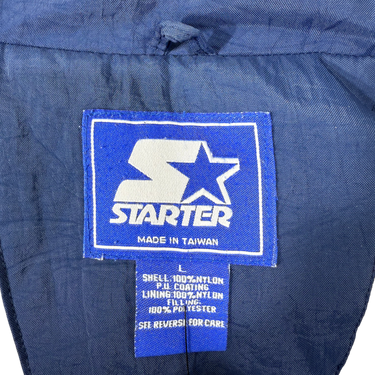 STARTER
MADE IN TAIWAN
L
SHELL:100%NYLON
P.U. COATING
LINING:100%NYLON
FILLING:
100% POLYESTER
SEE REVERSE FOR CARE